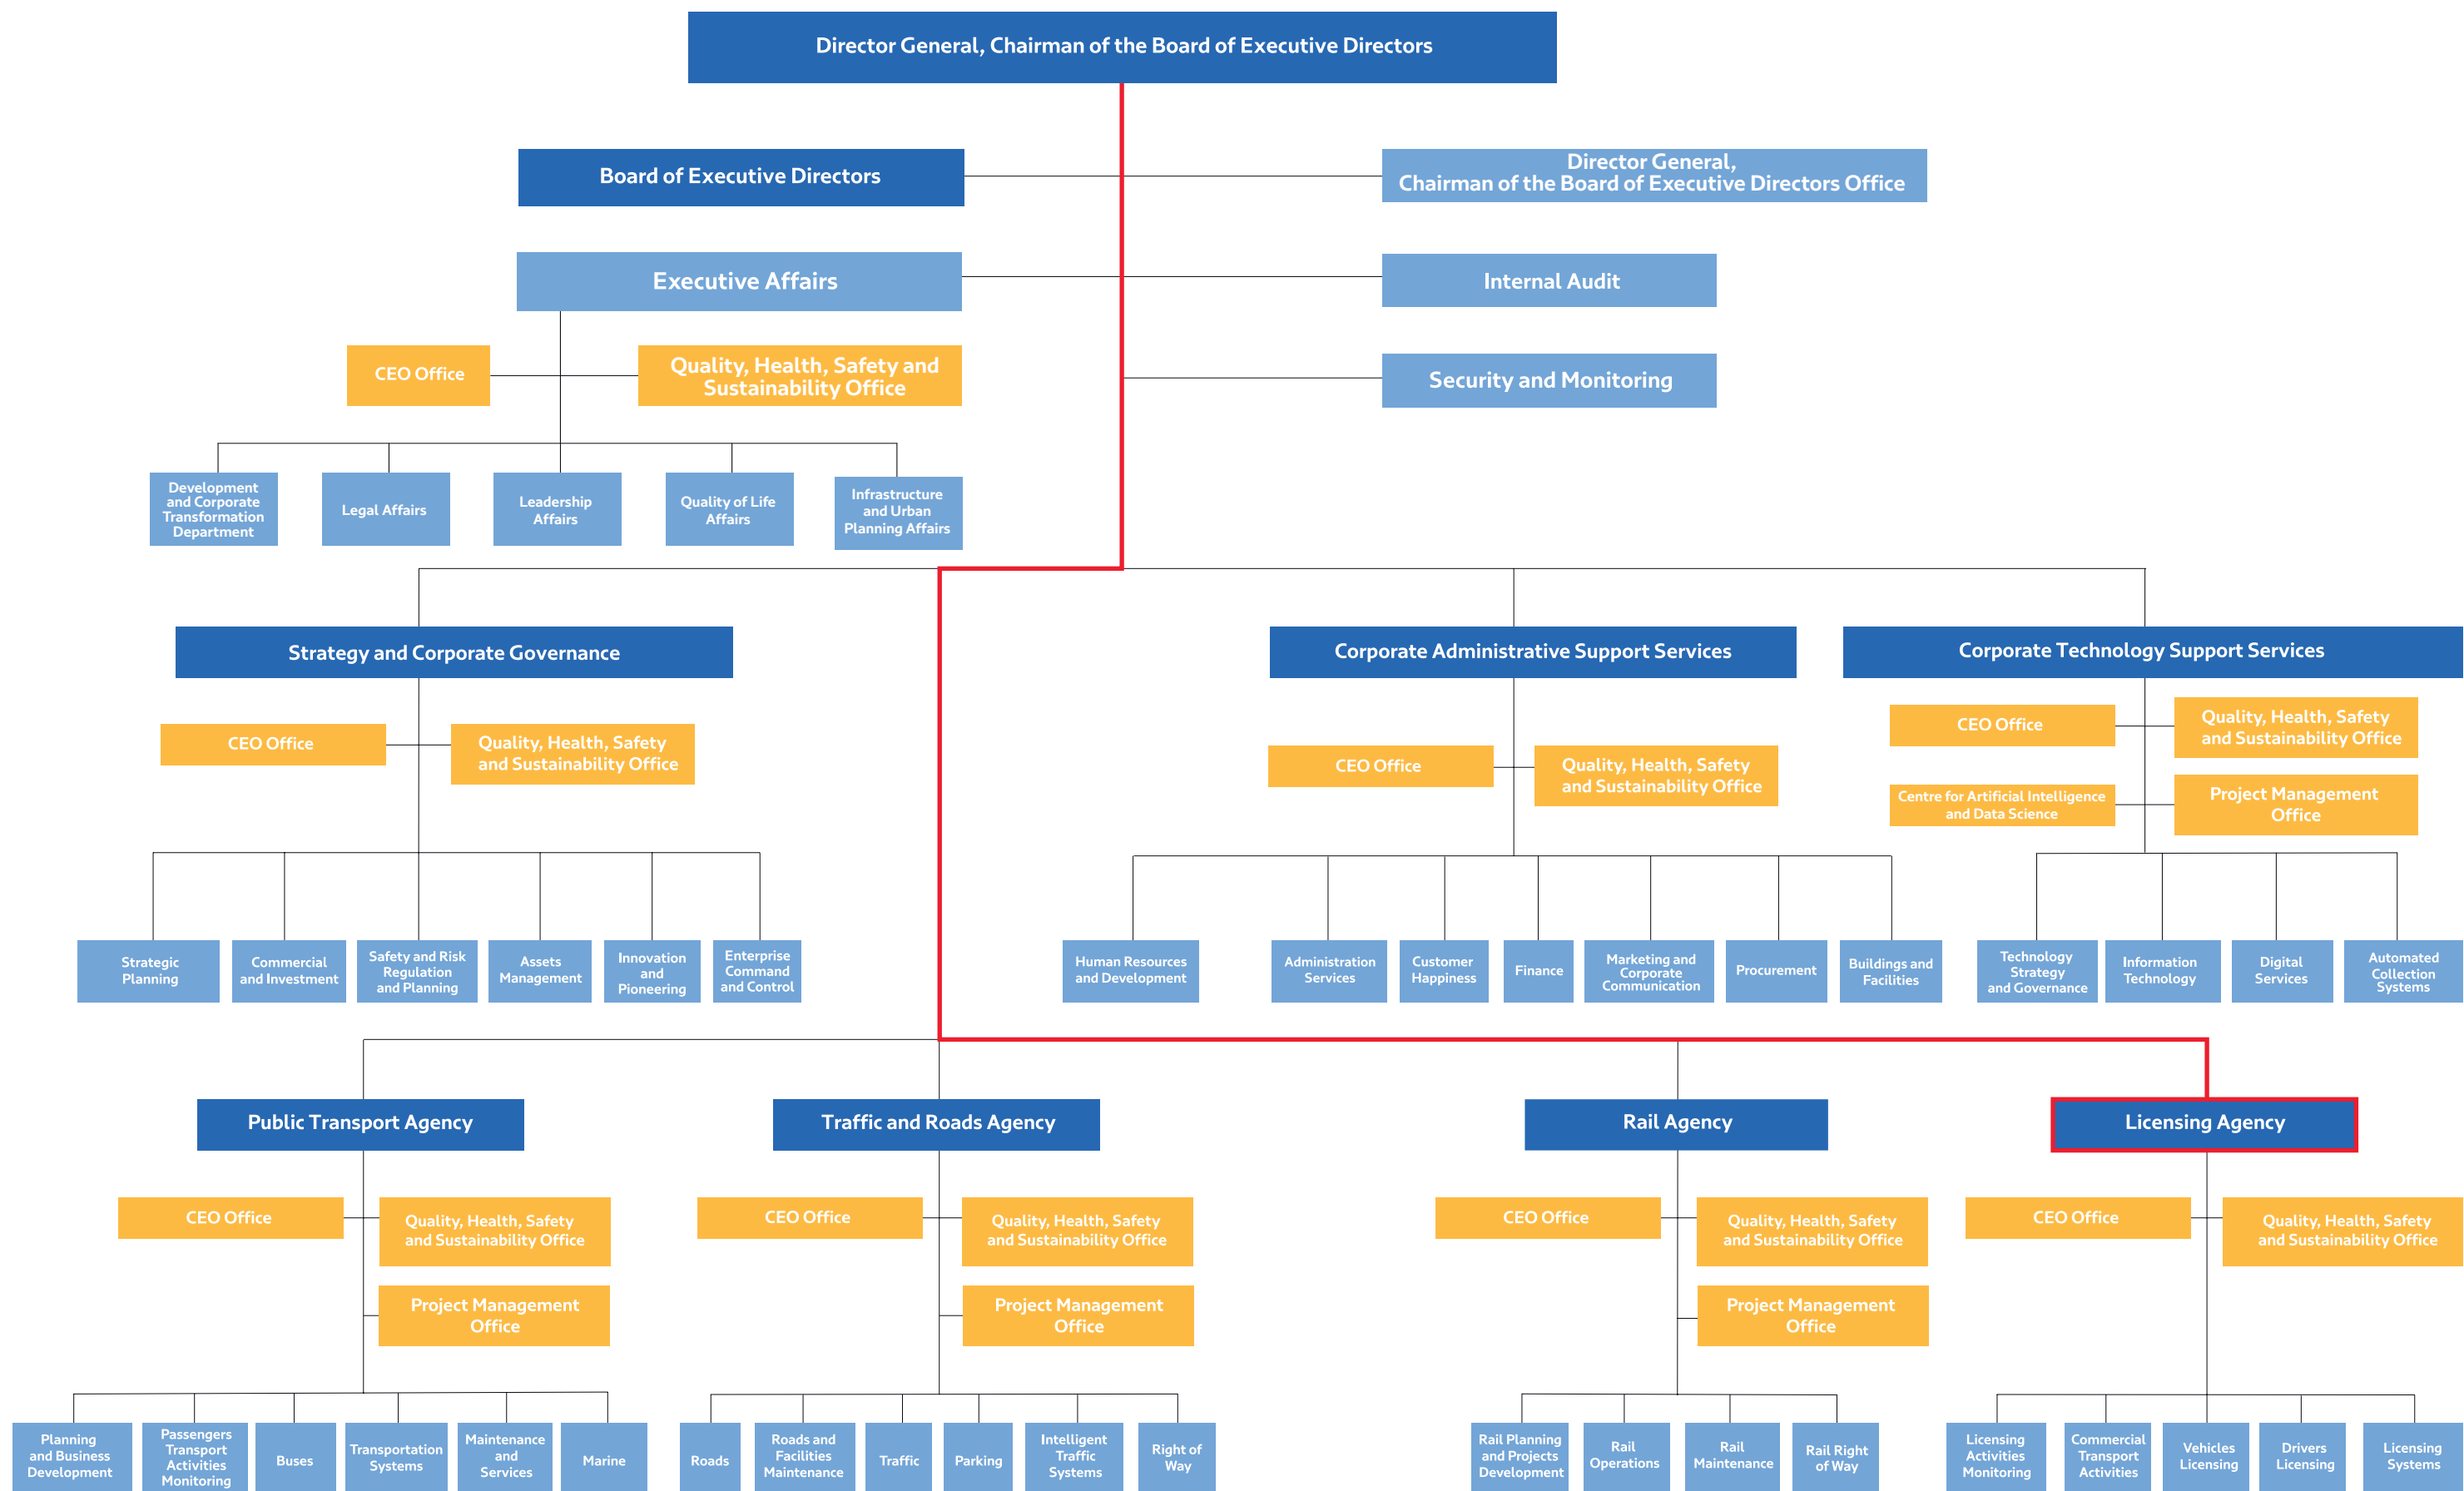 Director General, Chairman of the Board of Executive Directors
Board of Executive Directors
Director General,
Chairman of the Board of Executive Directors Office
Executive Affairs
Internal Audit
CEO Office
Quality, Health, Safety and
Sustainability Office
Security and Monitoring
Development
and Corporate
Transformation
Department
Legal Affairs
Leadership
Affairs
Quality of Life
Affairs
Infrastructure
and Urban
Planning Affairs
Strategy and Corporate Governance
Corporate Administrative Support Services
Corporate Technology Support Services
CEO Office
Quality, Health, Safety
and Sustainability Office
CEO Office
Quality, Health, Safety
and Sustainability Office
CEO Office
Quality, Health, Safety
and Sustainability Office
Centre for Artificial Intelligence
and Data Science
Project Management
Office
Strategic
Planning
Commercial
and Investment
Safety and Risk
Regulation
and Planning
Assets
Management
Innovation
and
Pioneering
Enterprise
Command
and Control
Human Resources
and Development
Administration
Services
Customer
Happiness
Finance
Marketing and
Corporate
Communication
Procurement
Buildings and
Facilities
Technology
Strategy
and Governance
Information
Technology
Digital
Services
Automated
Collection
Systems
Public Transport Agency
Traffic and Roads Agency
Rail Agency
Licensing Agency
CEO Office
Quality, Health, Safety
and Sustainability Office
Project Management
Office
CEO Office
Quality, Health, Safety
and Sustainability Office
Project Management
Office
CEO Office
Quality, Health, Safety
and Sustainability Office
Project Management
Office
CEO Office
Quality, Health, Safety
and Sustainability Office
Planning
and Business
Development
Passengers
Transport
Activities
Monitoring
Buses
Transportation
Systems
Maintenance
and
Services
Marine
Roads
Roads and
Facilities
Maintenance
Traffic
Parking
Intelligent
Traffic
Systems
Right of
Way
Rail Planning
and Projects
Development
Rail
Operations
Rail
Maintenance
Rail Right
of Way
Licensing
Activities
Monitoring
Commercial
Transport
Activities
Vehicles
Licensing
Drivers
Licensing
Licensing
Systems